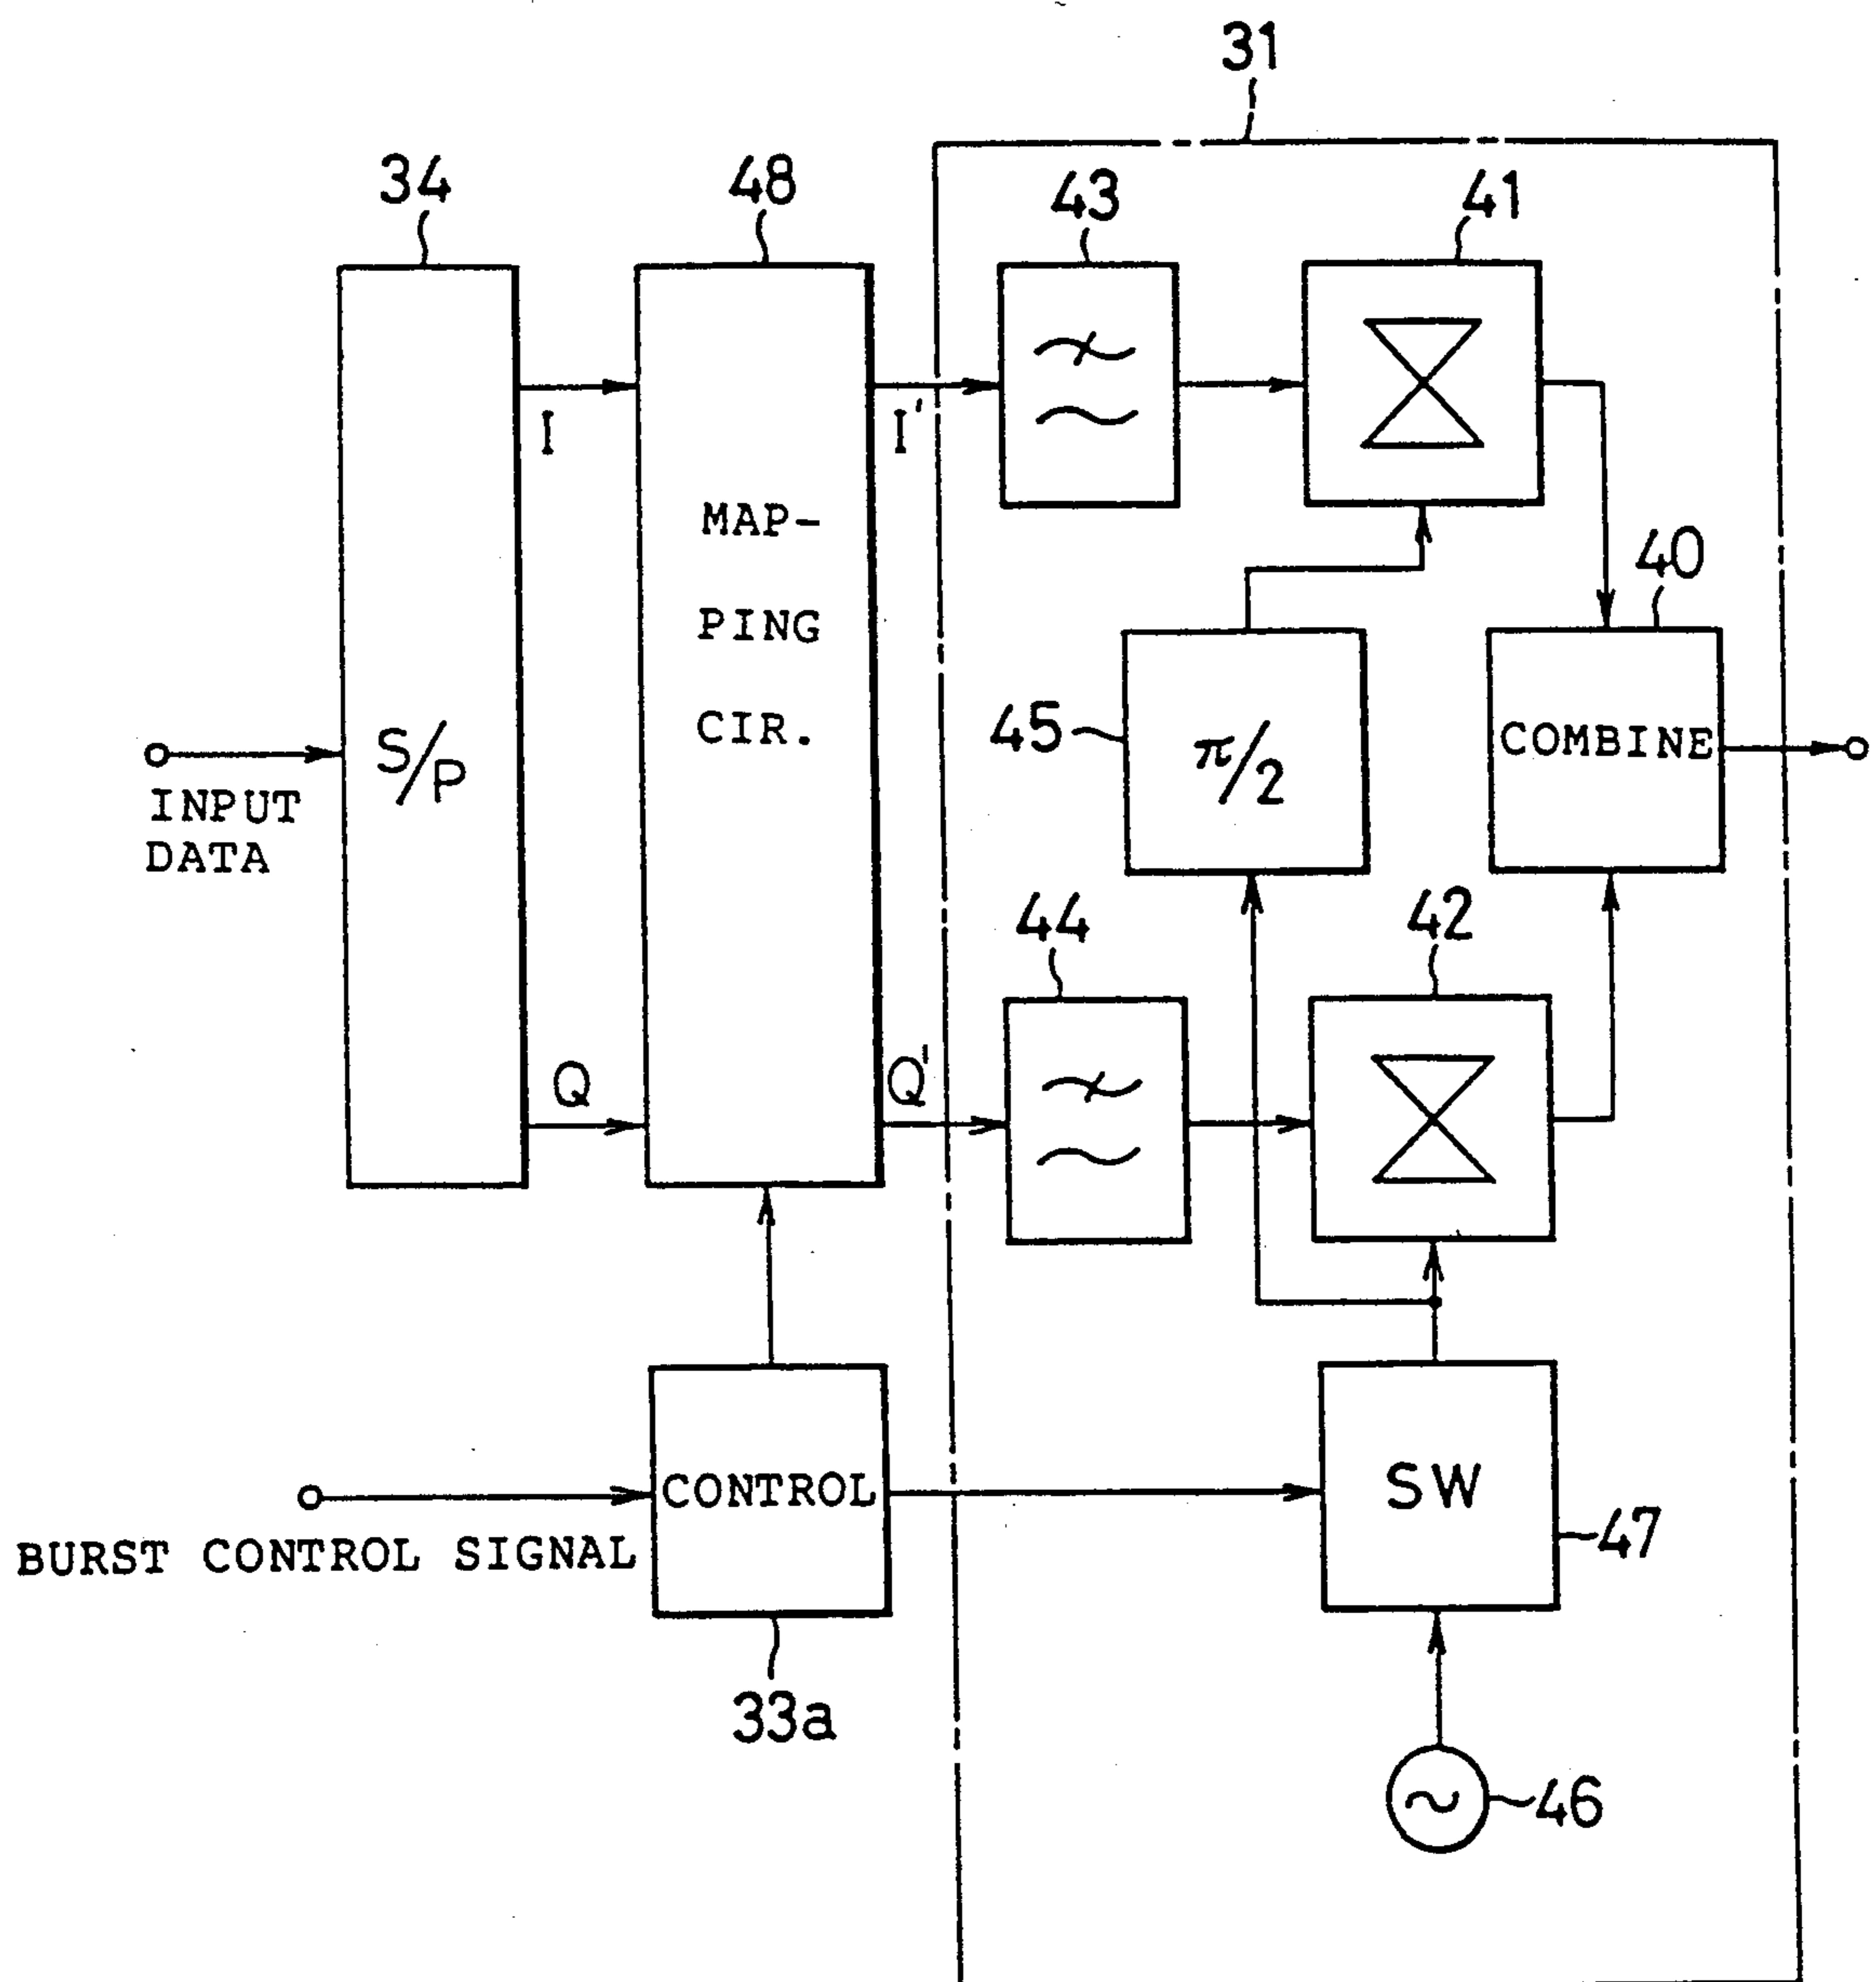 31
34
48
43
41
I
I'
MAP-
PING
CIR.
40
S/P
45
π/2
COMBINE
INPUT
DATA
44
42
Q
Q'
CONTROL
SW
BURST CONTROL SIGNAL
47
33a
46